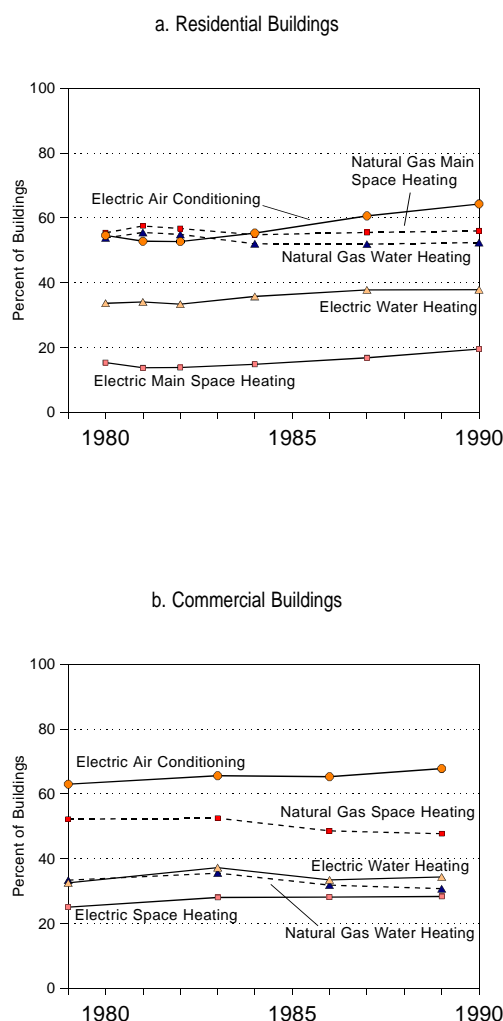 a. Residential Buildings
100
80
60
40
20
0
Percent of Buildings
Natural Gas Main
Space Heating
Electric Air Conditioning
Natural Gas Water Heating
Electric Water Heating
Electric Main Space Heating
1980
1985
1990
b. Commercial Buildings
100
80
60
40
20
0
Percent of Buildings
Electric Air Conditioning
Natural Gas Space Heating
Electric Water Heating
Electric Space Heating
Natural Gas Water Heating
1980
1985
1990